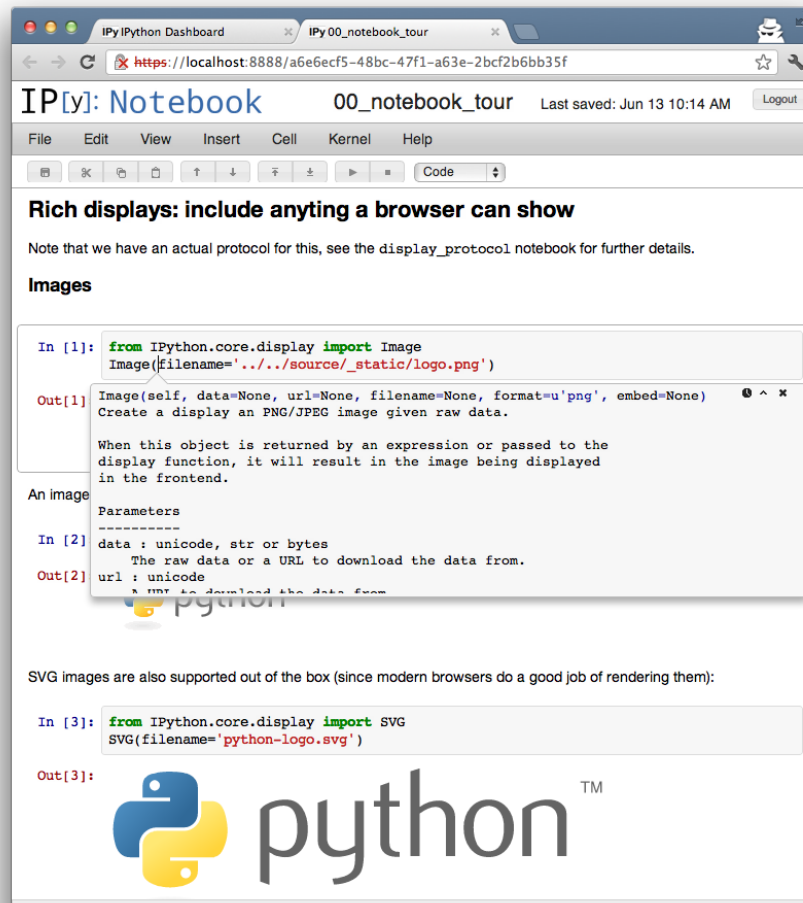 IPy IPython Dashboard
IPy 00_notebook_tour
https://localhost:8888/a6e6ecf5-48bc-47f1-a63e-2bcf2b6bb35f
IP[y]: Notebook 00_notebook_tour Last saved: Jun 13 10:14 AM Logout
File Edit View Insert Cell Kernel Help
Code
Rich displays: include anyting a browser can show
Note that we have an actual protocol for this, see the display_protocol notebook for further details.
Images
In [1]: from IPython.core.display import Image
Image(filename='../../source/_static/logo.png')
Out[1]
Image(self, data=None, url=None, filename=None, format=u'png', embed=None)
Create a display an PNG/JPEG image given raw data.
When this object is returned by an expression or passed to the
display function, it will result in the image being displayed
in the frontend.
Parameters
----------
data : unicode, str or bytes
The raw data or a URL to download the data from.
url : unicode
A URL to download the data from
An image
In [2]
Out[2]
python
SVG images are also supported out of the box (since modern browsers do a good job of rendering them):
In [3]: from IPython.core.display import SVG
SVG(filename='python-logo.svg')
Out[3]:
python TM